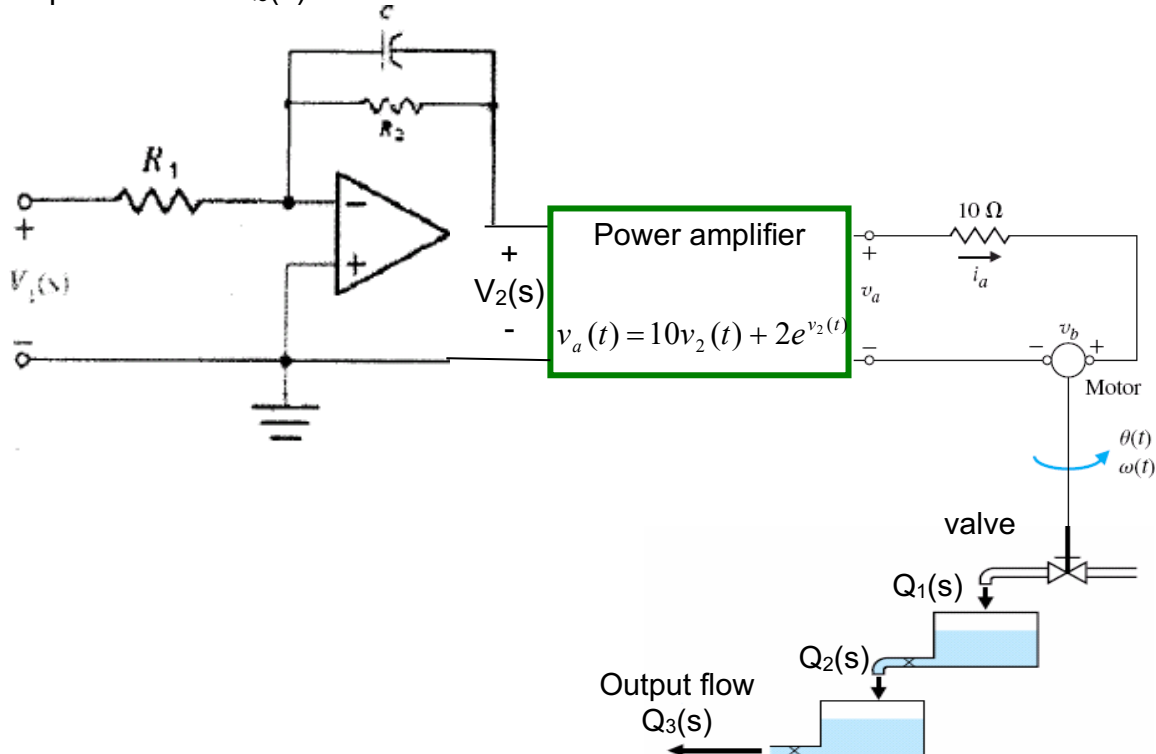 C
R₂
R₁
+
V₁(s)
−
−
+
+
V₂(s)
-
Power amplifier
vₐ(t) = 10v₂(t) + 2e^{v₂(t)}
+
vₐ
−
10 Ω
iₐ
v_b
− +
Motor
θ(t)
ω(t)
valve
Q₁(s)
Q₂(s)
Output flow
Q₃(s)